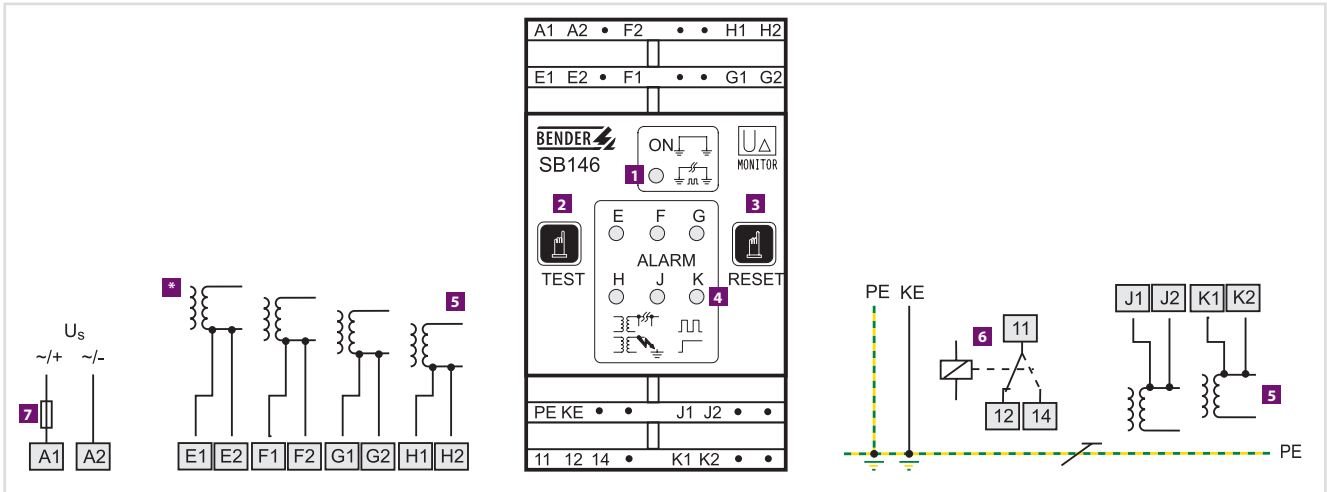 A1 A2 • F2 • • H1 H2
E1 E2 • F1 • • G1 G2
BENDER
SB146
ON
1
U
MONITOR
2
3
E F G
ALARM
TEST
H J K
RESET
4
PE KE • • J1 J2 • •
11 12 14 • K1 K2 • •
*
5
Us
~/+ ~/-
7
A1 A2
E1 E2 F1 F2 G1 G2 H1 H2
PE KE
6
11
12 14
J1 J2 K1 K2
5
PE